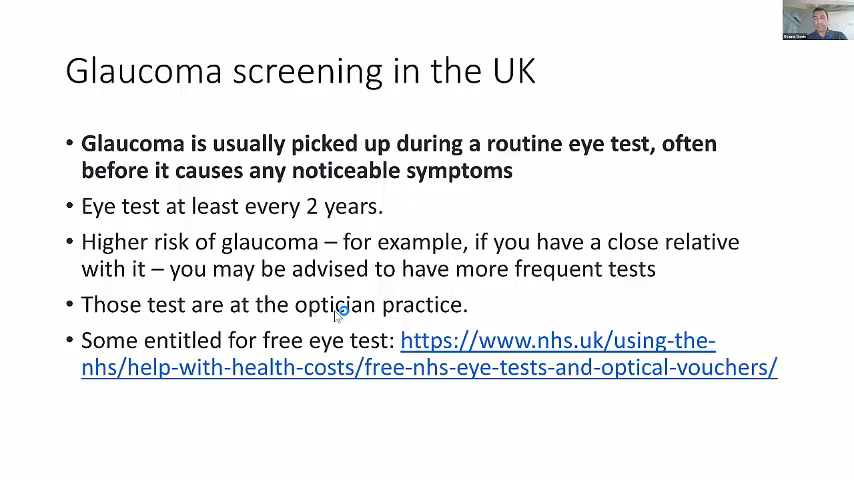 Glaucoma screening in the UK
• Glaucoma is usually picked up during a routine eye test, often
before it causes any noticeable symptoms
• Eye test at least every 2 years.
• Higher risk of glaucoma – for example, if you have a close relative
with it – you may be advised to have more frequent tests
• Those test are at the optician practice.
• Some entitled for free eye test: https://www.nhs.uk/using-the-
nhs/help-with-health-costs/free-nhs-eye-tests-and-optical-vouchers/